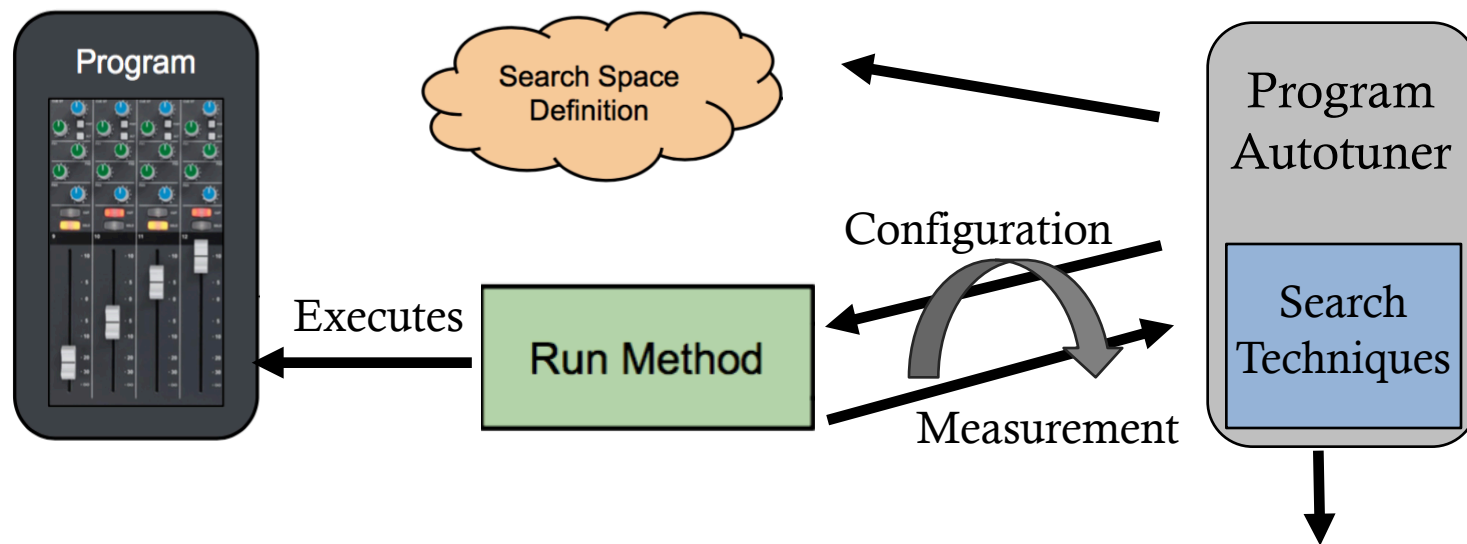 Program
Search Space
Definition
Program
Autotuner
Configuration
Search
Techniques
Executes
Run Method
Measurement